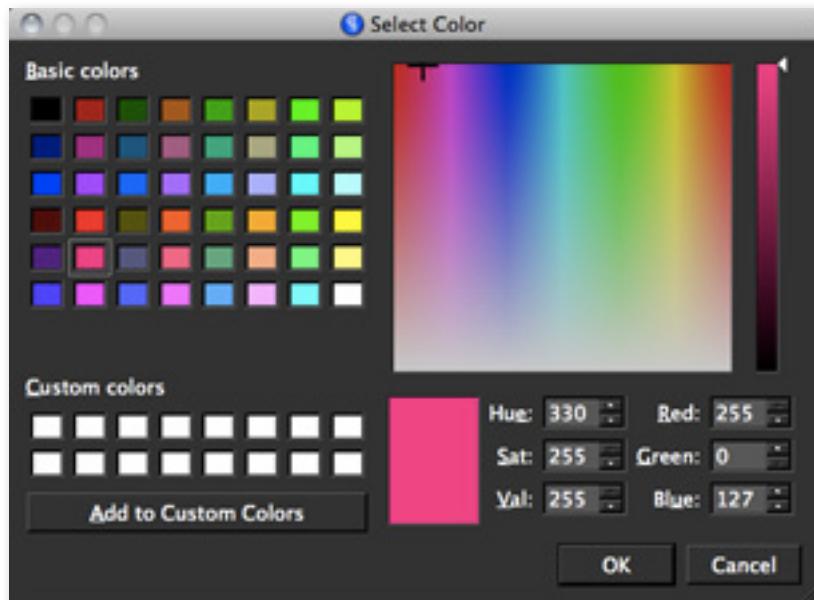 Select Color
Basic colors
Custom colors
Add to Custom Colors
Hue: 330 Red: 255
Sat: 255 Green: 0
Val: 255 Blue: 127
OK Cancel